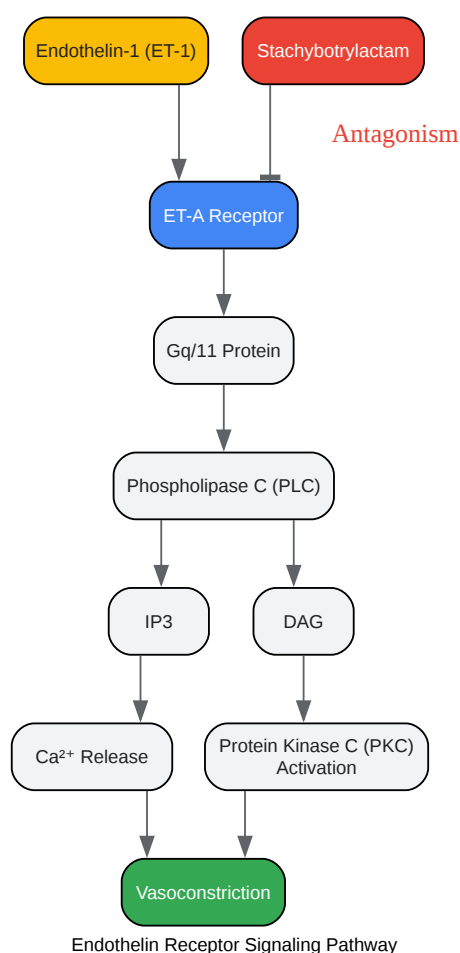 Endothelin-1 (ET-1)
Stachybotrylactam
Antagonism
ET-A Receptor
Gq/11 Protein
Phospholipase C (PLC)
IP3
DAG
Ca²⁺ Release
Protein Kinase C (PKC)
Activation
Vasoconstriction
Endothelin Receptor Signaling Pathway